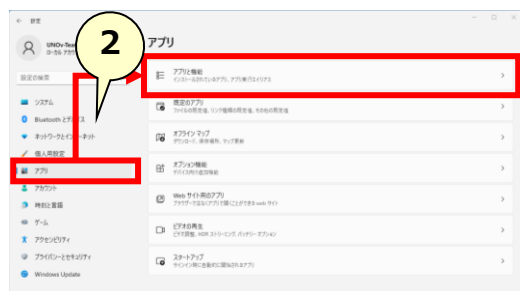 ← 設定
UNOv-Tea
ローカル アカ
2
アプリ
設定の検索
システム
Bluetooth とデバイス
ネットワークとインターネット
個人用設定
アプリ
アカウント
時刻と言語
ゲーム
アクセシビリティ
プライバシーとセキュリティ
Windows Update
アプリと機能
インストールされているアプリ、アプリ実行エイリアス
既定のアプリ
ファイルの既定値、リンク種類の既定値、その他の既定値
オフライン マップ
ダウンロード、保存場所、マップ更新
オプション機能
デバイス向け追加機能
Web サイト用のアプリ
ブラウザーではなくアプリで開くことができる web サイト
ビデオの再生
ビデオ調整、HDR ストリーミング、バッテリー オプション
スタートアップ
サインイン時に自動的に開始されるアプリ